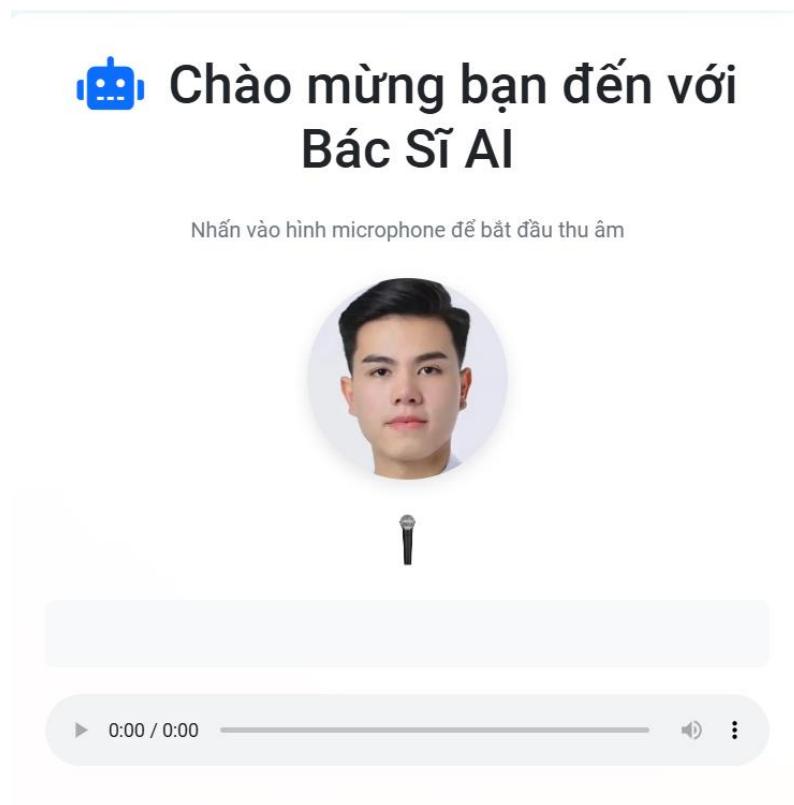 Chào mừng bạn đến với
Bác Sĩ AI
Nhấn vào hình microphone để bắt đầu thu âm
0:00 / 0:00